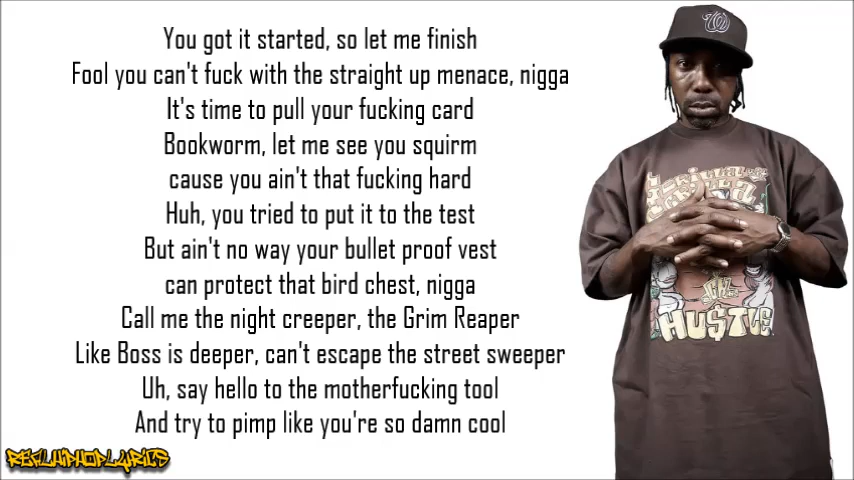 You got it started, so let me finish
Fool you can't fuck with the straight up menace, nigga
It's time to pull your fucking card
Bookworm, let me see you squirm
cause you ain't that fucking hard
Huh, you tried to put it to the test
But ain't no way your bullet proof vest
can protect that bird chest, nigga
Call me the night creeper, the Grim Reaper
Like Boss is deeper, can't escape the street sweeper
Uh, say hello to the motherfucking tool
And try to pimp like you're so damn cool
REALHIPHOPLYRICS
W
HU$TLE